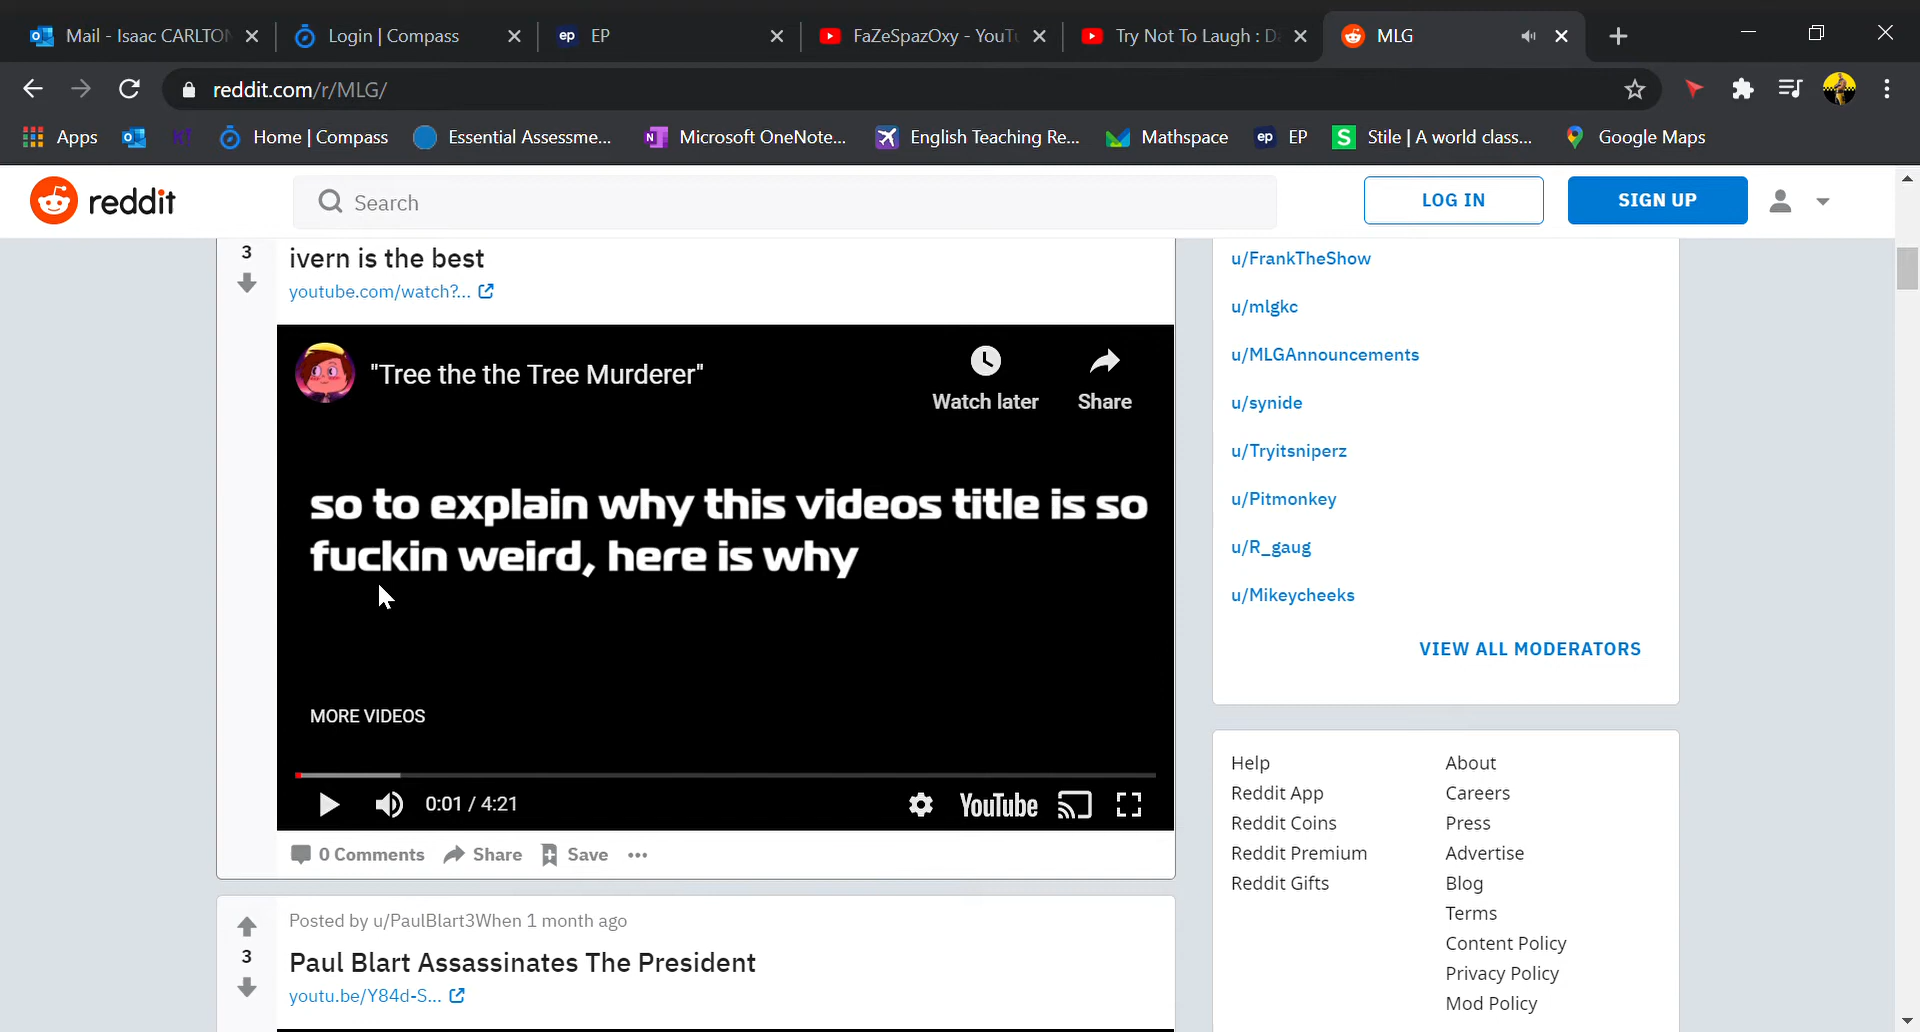 Mail - Isaac CARLTON
Login | Compass
EP
FaZeSpazOxy - YouTu
Try Not To Laugh : Da
MLG
reddit.com/r/MLG/
Apps
Home | Compass
Essential Assessme...
Microsoft OneNote...
English Teaching Re...
Mathspace
EP
Stile | A world class...
Google Maps
reddit
Search
LOG IN
SIGN UP
3
ivern is the best
youtube.com/watch?...
"Tree the the Tree Murderer"
Watch later
Share
so to explain why this videos title is so
fuckin weird, here is why
MORE VIDEOS
0:01 / 4:21
YouTube
0 Comments
Share
Save
Posted by u/PaulBlart3When 1 month ago
3
Paul Blart Assassinates The President
youtu.be/Y84d-S...
u/FrankTheShow
u/mlgkc
u/MLGAnnouncements
u/synide
u/Tryitsniperz
u/Pitmonkey
u/R_gaug
u/Mikeycheeks
VIEW ALL MODERATORS
Help
Reddit App
Reddit Coins
Reddit Premium
Reddit Gifts
About
Careers
Press
Advertise
Blog
Terms
Content Policy
Privacy Policy
Mod Policy